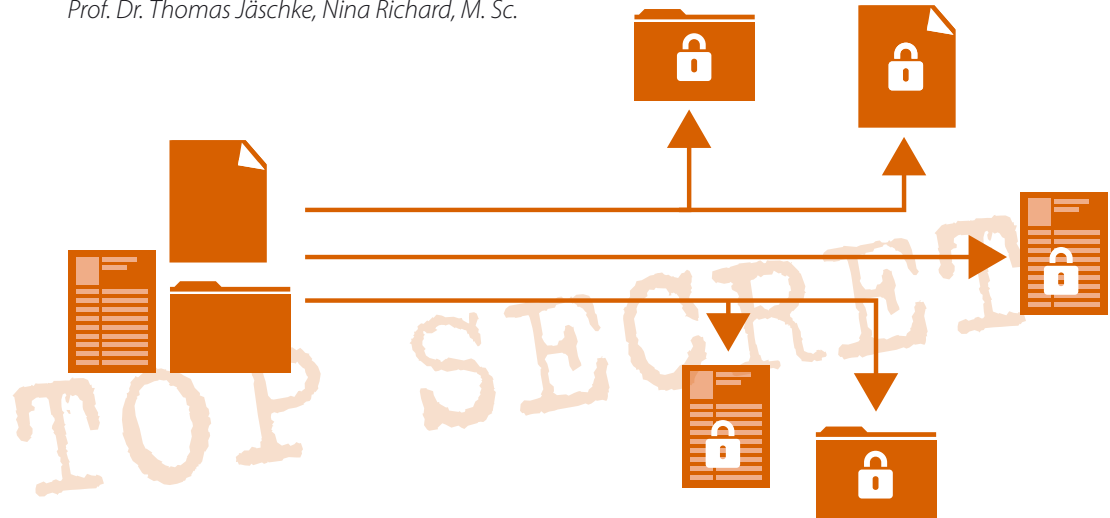 Prof. Dr. Thomas Jäschke, Nina Richard, M. Sc.
TOP SECRET